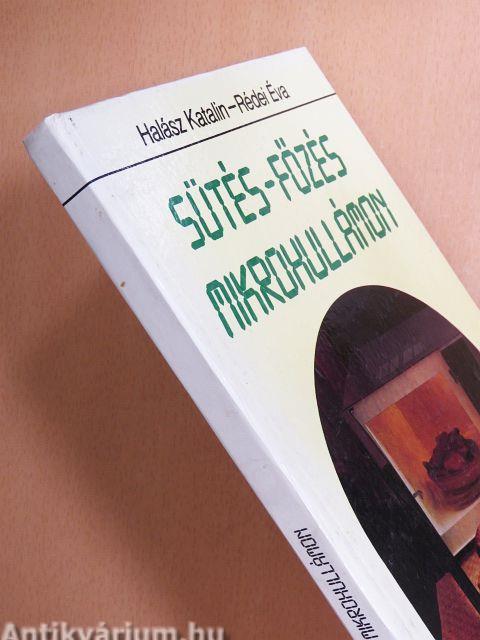 Halász Katalin–Rédei Éva
SÜTÉS-FŐZÉS
MIKROHULLÁMON
MIKROHULLÁMON
Antikvárium.hu